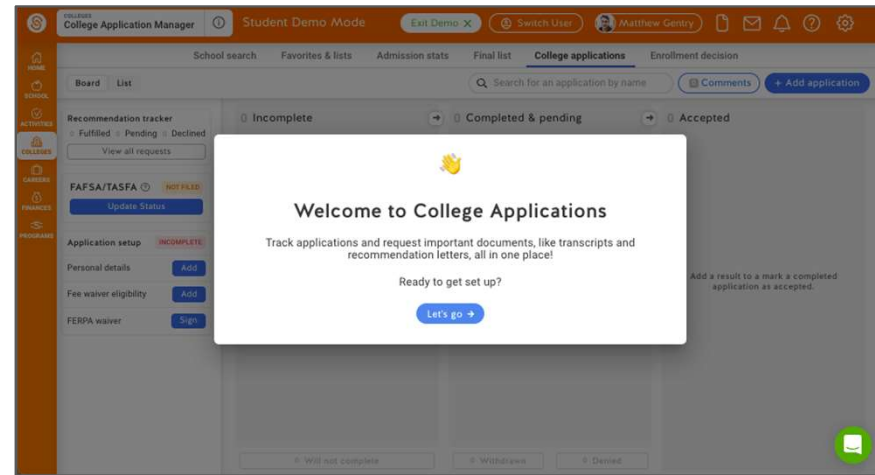 COLLEGES
College Application Manager
Student Demo Mode
Exit Demo X
Switch User
Matthew Gentry
HOME
SCHOOL
ACTIVITIES
COLLEGES
CAREERS
FINANCES
PROGRAMS
School search
Favorites & lists
Admission stats
Final list
College applications
Enrollment decision
Board
List
Search for an application by name
Comments
+ Add application
Recommendation tracker
0 Fulfilled 0 Pending 0 Declined
View all requests
FAFSA/TASFA
NOT FILED
Update Status
Application setup
INCOMPLETE
Personal details
Add
Fee waiver eligibility
Add
FERPA waiver
Sign
0 Incomplete
0 Completed & pending
0 Accepted
Welcome to College Applications
Track applications and request important documents, like transcripts and
recommendation letters, all in one place!
Ready to get set up?
Let's go →
Add a result to a mark a completed
application as accepted.
0 Will not complete
0 Withdrawn
0 Denied